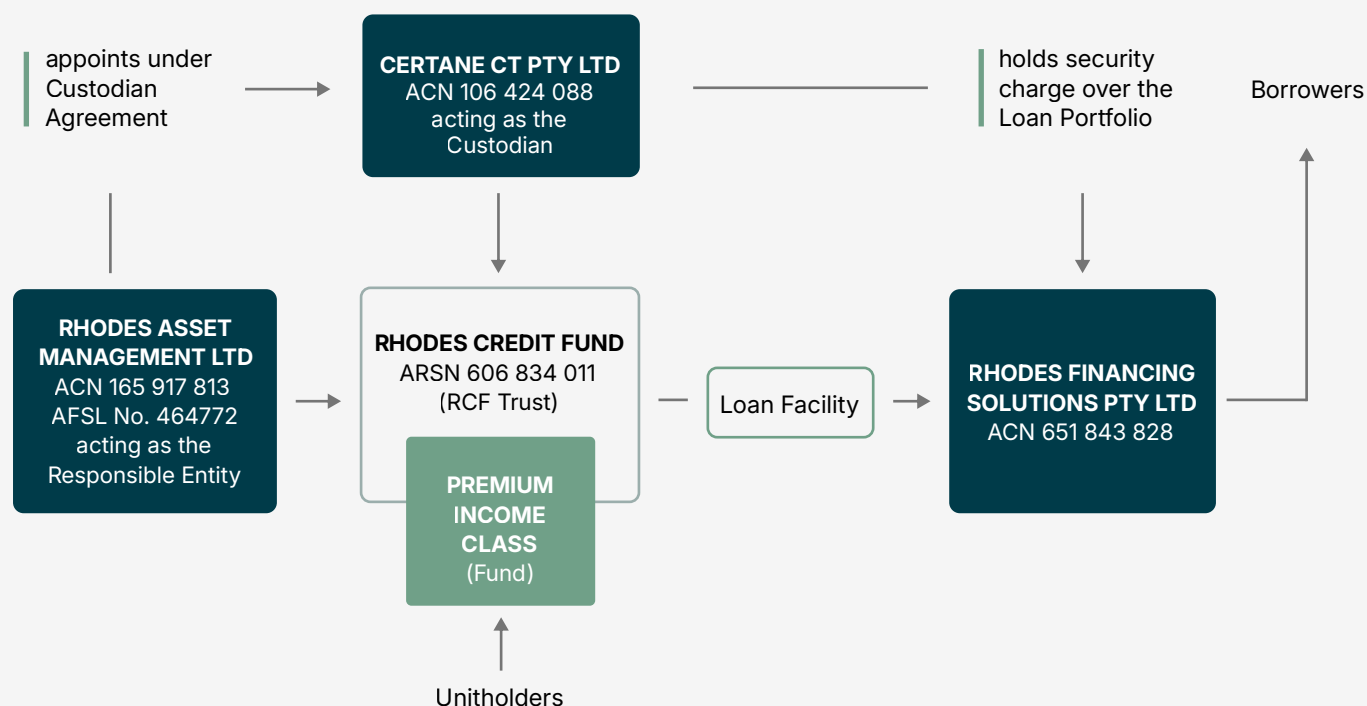 appoints under
Custodian
Agreement
CERTANE CT PTY LTD
ACN 106 424 088
acting as the
Custodian
holds security
charge over the
Loan Portfolio
Borrowers
RHODES ASSET
MANAGEMENT LTD
ACN 165 917 813
AFSL No. 464772
acting as the
Responsible Entity
RHODES CREDIT FUND
ARSN 606 834 011
(RCF Trust)
PREMIUM
INCOME
CLASS
(Fund)
Loan Facility
RHODES FINANCING
SOLUTIONS PTY LTD
ACN 651 843 828
Unitholders